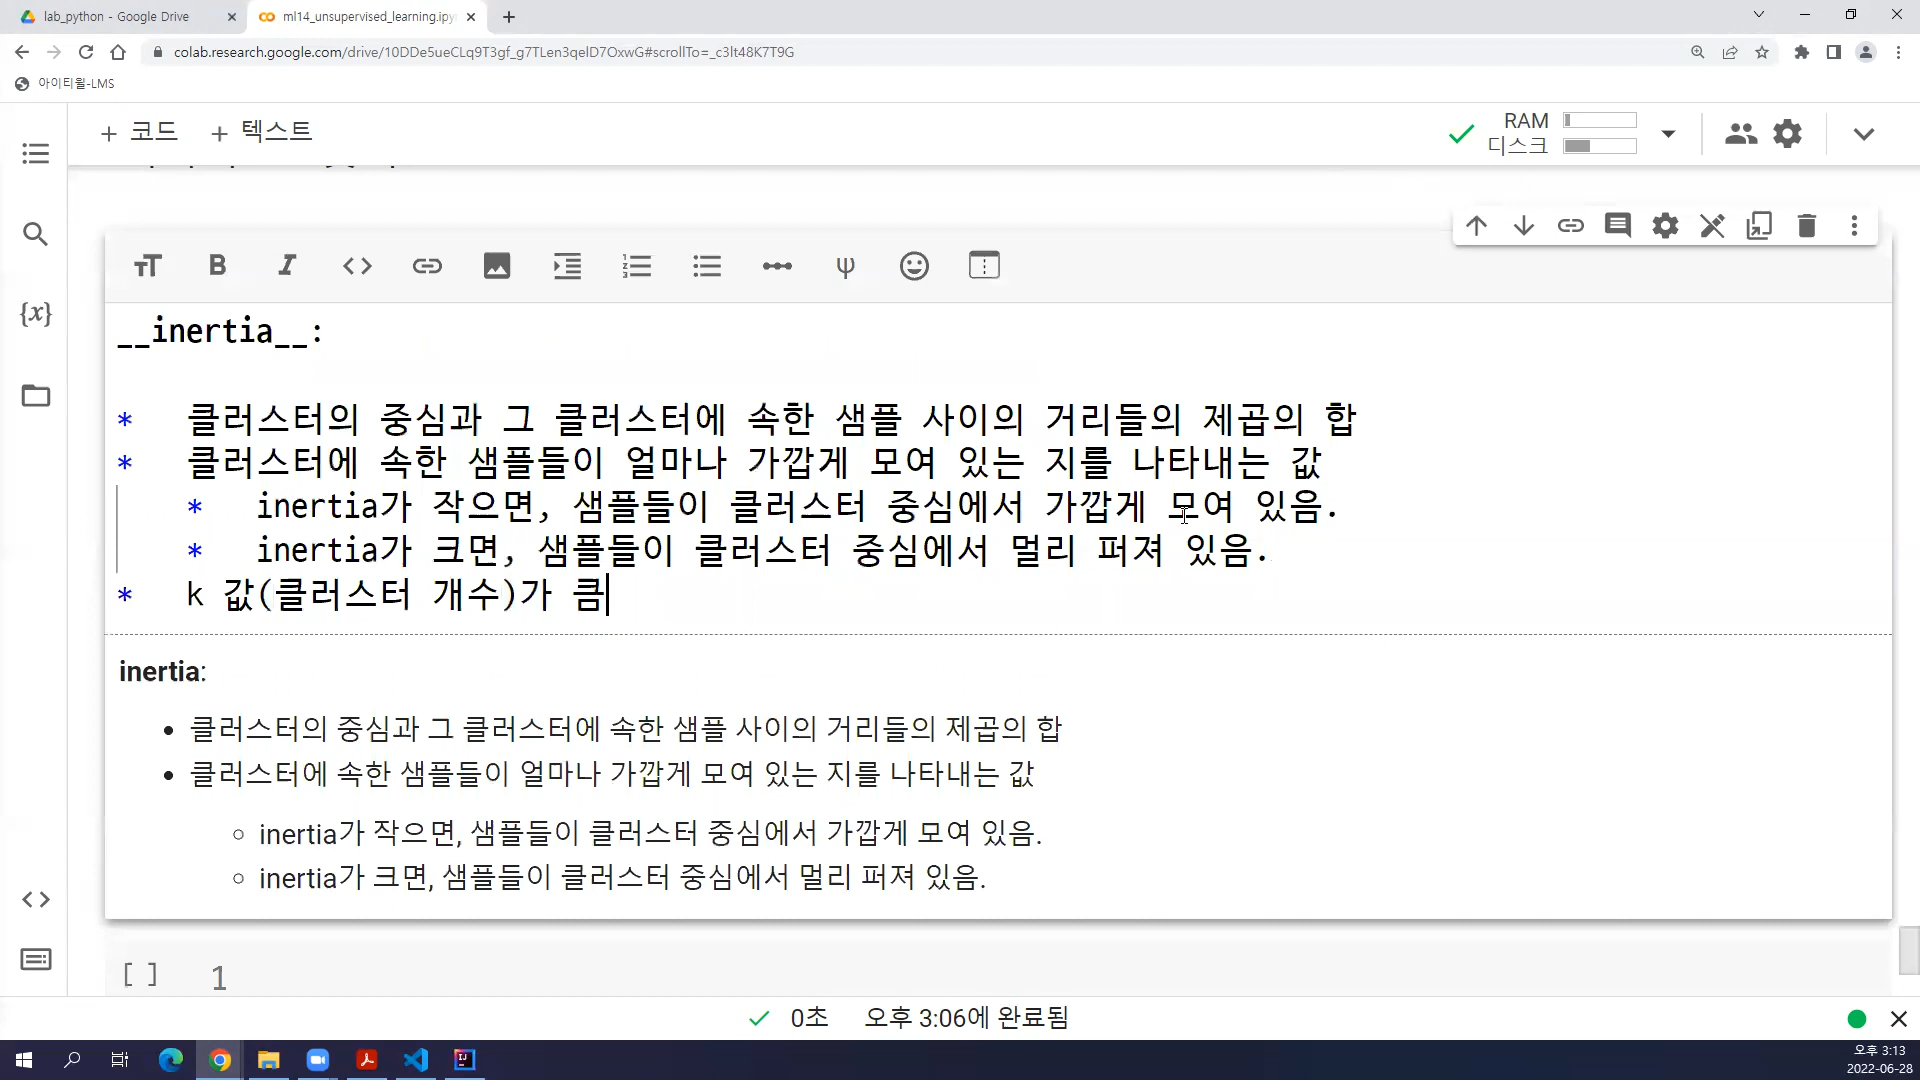 lab_python - Google Drive
ml14_unsupervised_learning.ipy
아이티윌-LMS
+ 코드 + 텍스트
RAM
디스크
__inertia__:
* 클러스터의 중심과 그 클러스터에 속한 샘플 사이의 거리들의 제곱의 합
* 클러스터에 속한 샘플들이 얼마나 가깝게 모여 있는 지를 나타내는 값
* inertia가 작으면, 샘플들이 클러스터 중심에서 가깝게 모여 있음.
* inertia가 크면, 샘플들이 클러스터 중심에서 멀리 퍼져 있음.
* k 값(클러스터 개수)가 큼
inertia:
• 클러스터의 중심과 그 클러스터에 속한 샘플 사이의 거리들의 제곱의 합
• 클러스터에 속한 샘플들이 얼마나 가깝게 모여 있는 지를 나타내는 값
○ inertia가 작으면, 샘플들이 클러스터 중심에서 가깝게 모여 있음.
○ inertia가 크면, 샘플들이 클러스터 중심에서 멀리 퍼져 있음.
[ ] 1
0초 오후 3:06에 완료됨
오후 3:13
2022-06-28